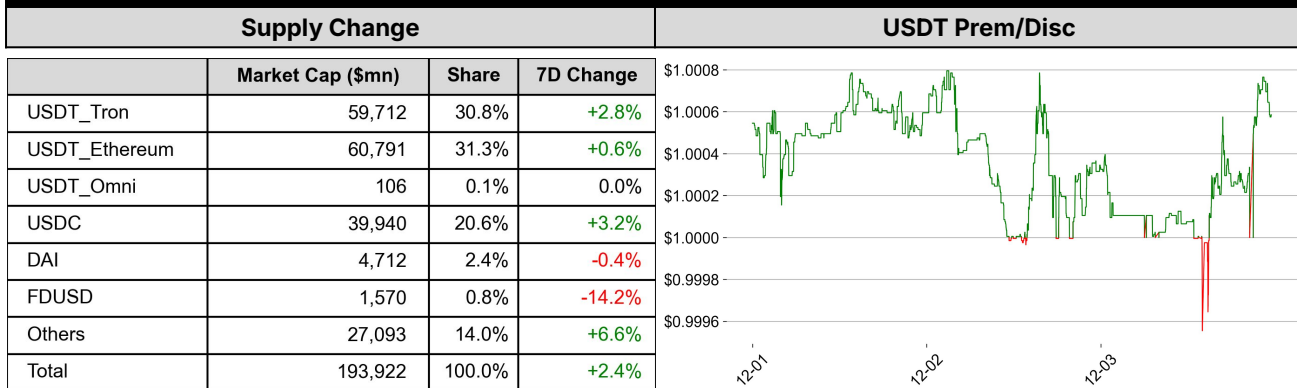 Supply Change
Market Cap ($mn) Share 7D Change
USDT_Tron 59,712 30.8% +2.8%
USDT_Ethereum 60,791 31.3% +0.6%
USDT_Omni 106 0.1% 0.0%
USDC 39,940 20.6% +3.2%
DAI 4,712 2.4% -0.4%
FDUSD 1,570 0.8% -14.2%
Others 27,093 14.0% +6.6%
Total 193,922 100.0% +2.4%
USDT Prem/Disc
$1.0008
$1.0006
$1.0004
$1.0002
$1.0000
$0.9998
$0.9996
12-01 12-02 12-03